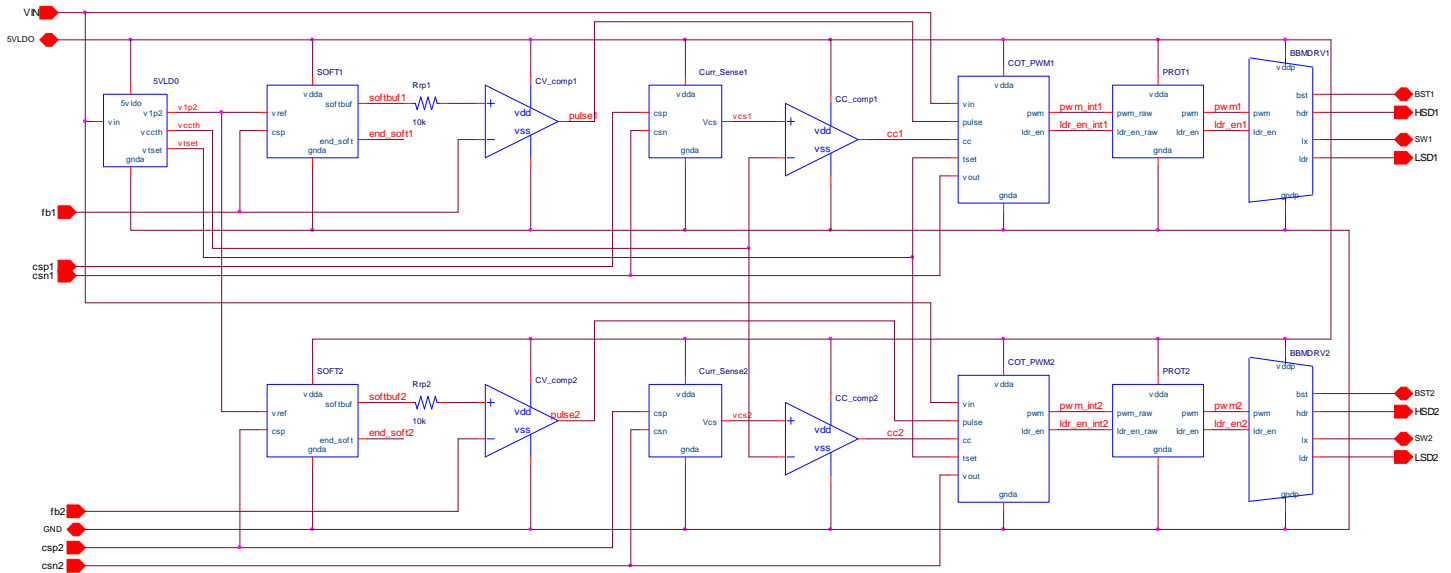 VIN
5VLDO
5VLD0
5vldo
vin
v1p2
vccth
vtset
gnda
v1p2
vccth
vtset
SOFT1
vdda
vref
csp
softbuf
end_soft
gnda
softbuf1
end_soft1
Rrp1
10k
CV_comp1
+
−
vdd
vss
pulse1
Curr_Sense1
vdda
csp
csn
Vcs
gnda
vcs1
CC_comp1
+
−
vdd
vss
cc1
COT_PWM1
vdda
vin
pulse
cc
tset
vout
pwm
ldr_en
gnda
pwm_int1
ldr_en_int1
PROT1
vdda
pwm_raw
ldr_en_raw
pwm
ldr_en
gnda
pwm1
ldr_en1
BBMDRV1
vddp
pwm
ldr_en
bst
hdr
lx
ldr
gndp
BST1
HSD1
SW1
LSD1
fb1
csp1
csn1
SOFT2
vdda
vref
csp
softbuf
end_soft
gnda
softbuf2
end_soft2
Rrp2
10k
CV_comp2
+
−
vdd
vss
pulse2
Curr_Sense2
vdda
csp
csn
Vcs
gnda
vcs2
CC_comp2
+
−
vdd
vss
cc2
COT_PWM2
vdda
vin
pulse
cc
tset
vout
pwm
ldr_en
gnda
pwm_int2
ldr_en_int2
PROT2
vdda
pwm_raw
ldr_en_raw
pwm
ldr_en
gnda
pwm2
ldr_en2
BBMDRV2
vddp
pwm
ldr_en
bst
hdr
lx
ldr
gndp
BST2
HSD2
SW2
LSD2
fb2
GND
csp2
csn2